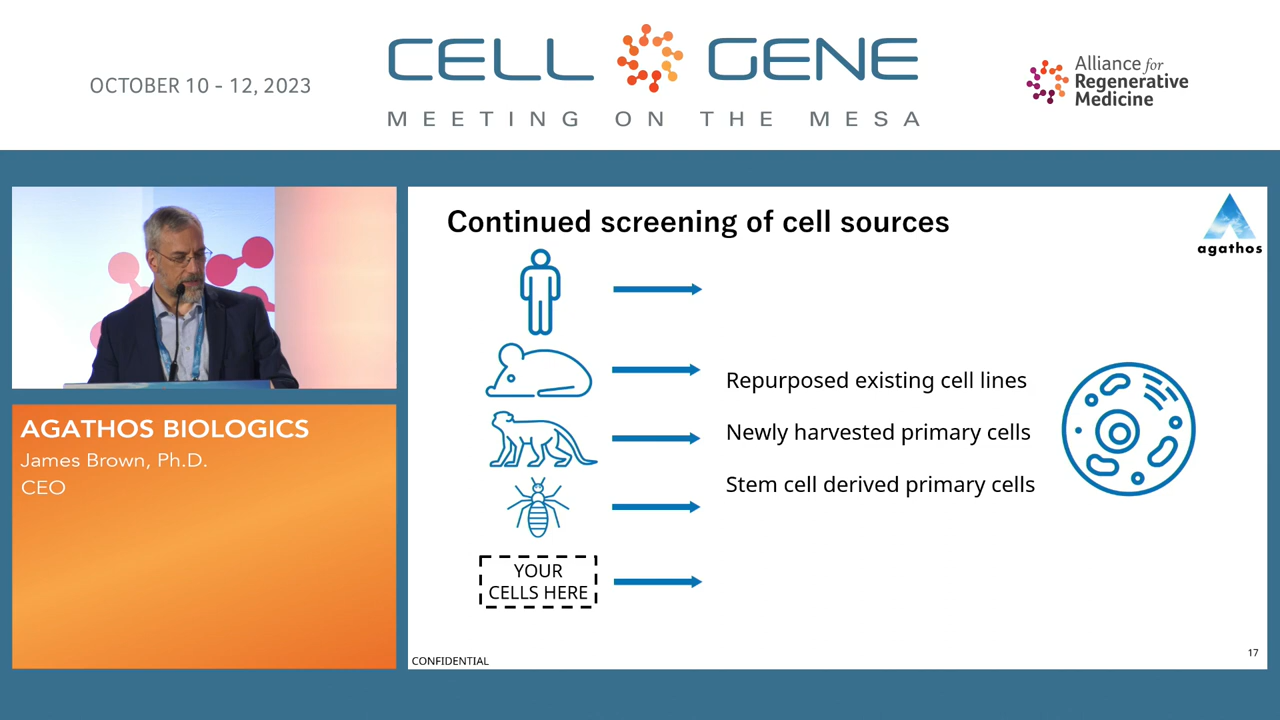 OCTOBER 10 - 12, 2023
CELL GENE
MEETING ON THE MESA
Alliance for
Regenerative
Medicine
AGATHOS BIOLOGICS
James Brown, Ph.D.
CEO
Continued screening of cell sources
agathos
Repurposed existing cell lines
Newly harvested primary cells
Stem cell derived primary cells
YOUR
CELLS HERE
CONFIDENTIAL
17